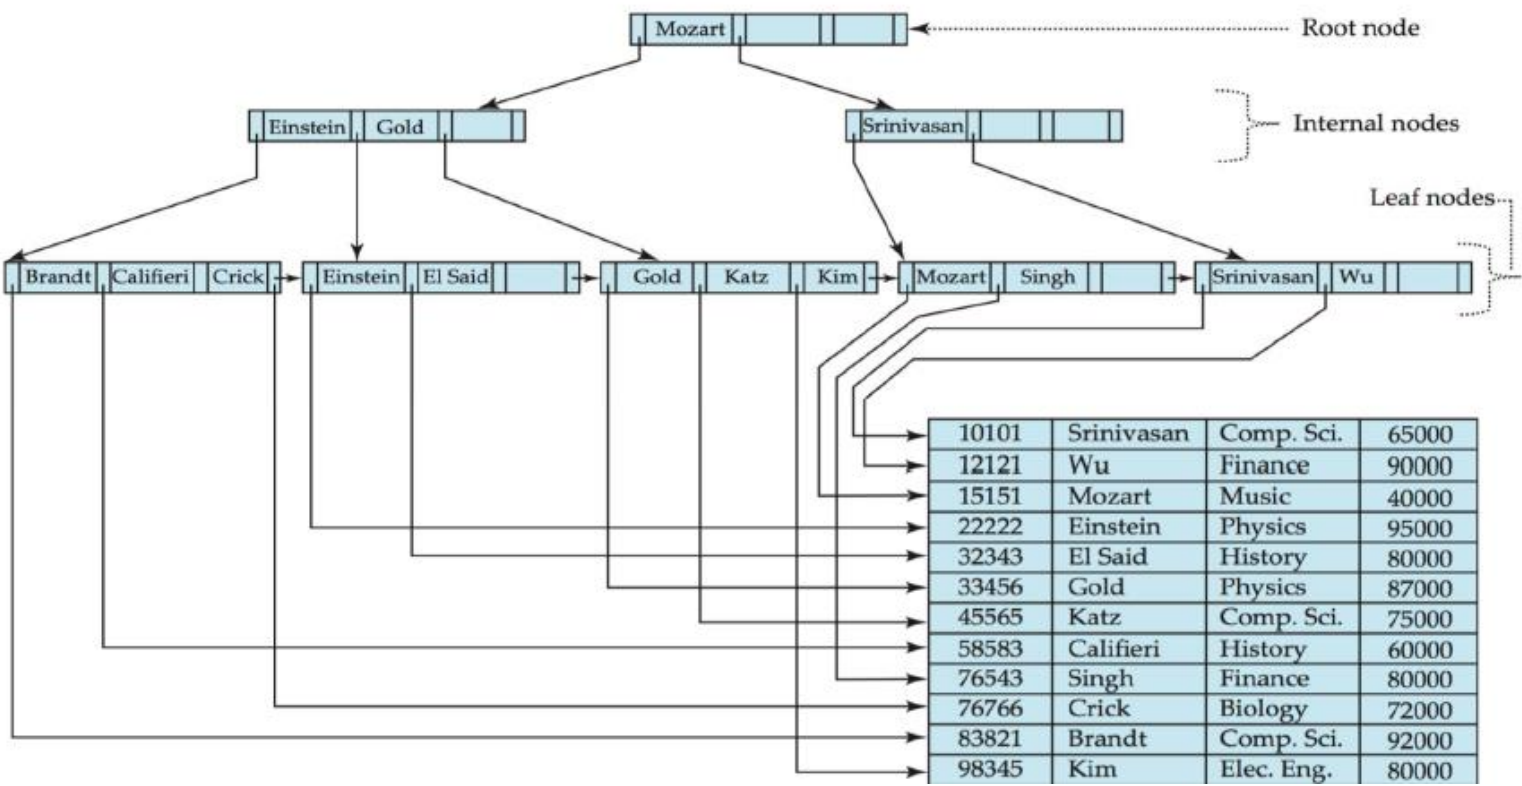 Mozart
Root node
Einstein Gold
Srinivasan
Internal nodes
Leaf nodes
Brandt Califieri Crick
Einstein El Said
Gold Katz Kim
Mozart Singh
Srinivasan Wu
10101 Srinivasan Comp. Sci. 65000
12121 Wu Finance 90000
15151 Mozart Music 40000
22222 Einstein Physics 95000
32343 El Said History 80000
33456 Gold Physics 87000
45565 Katz Comp. Sci. 75000
58583 Califieri History 60000
76543 Singh Finance 80000
76766 Crick Biology 72000
83821 Brandt Comp. Sci. 92000
98345 Kim Elec. Eng. 80000